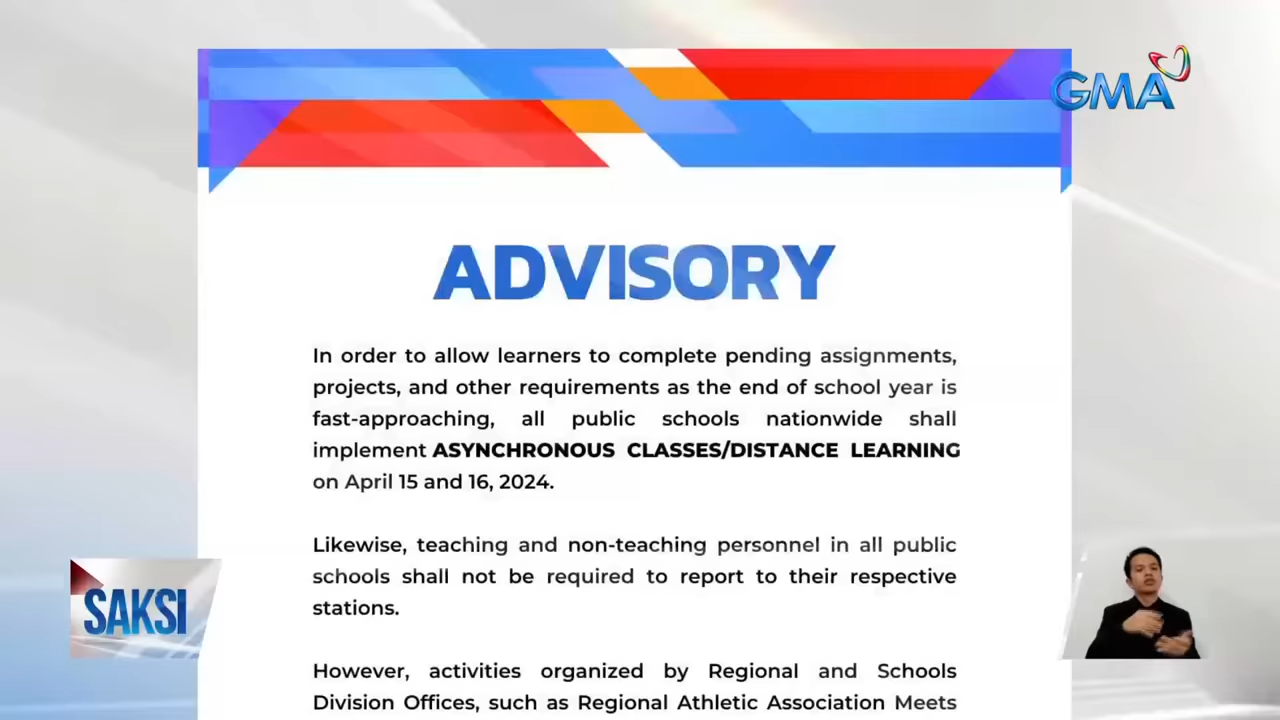 GMA
ADVISORY
In order to allow learners to complete pending assignments,
projects, and other requirements as the end of school year is
fast-approaching, all public schools nationwide shall
implement ASYNCHRONOUS CLASSES/DISTANCE LEARNING
on April 15 and 16, 2024.
Likewise, teaching and non-teaching personnel in all public
schools shall not be required to report to their respective
stations.
However, activities organized by Regional and Schools
Division Offices, such as Regional Athletic Association Meets
SAKSI